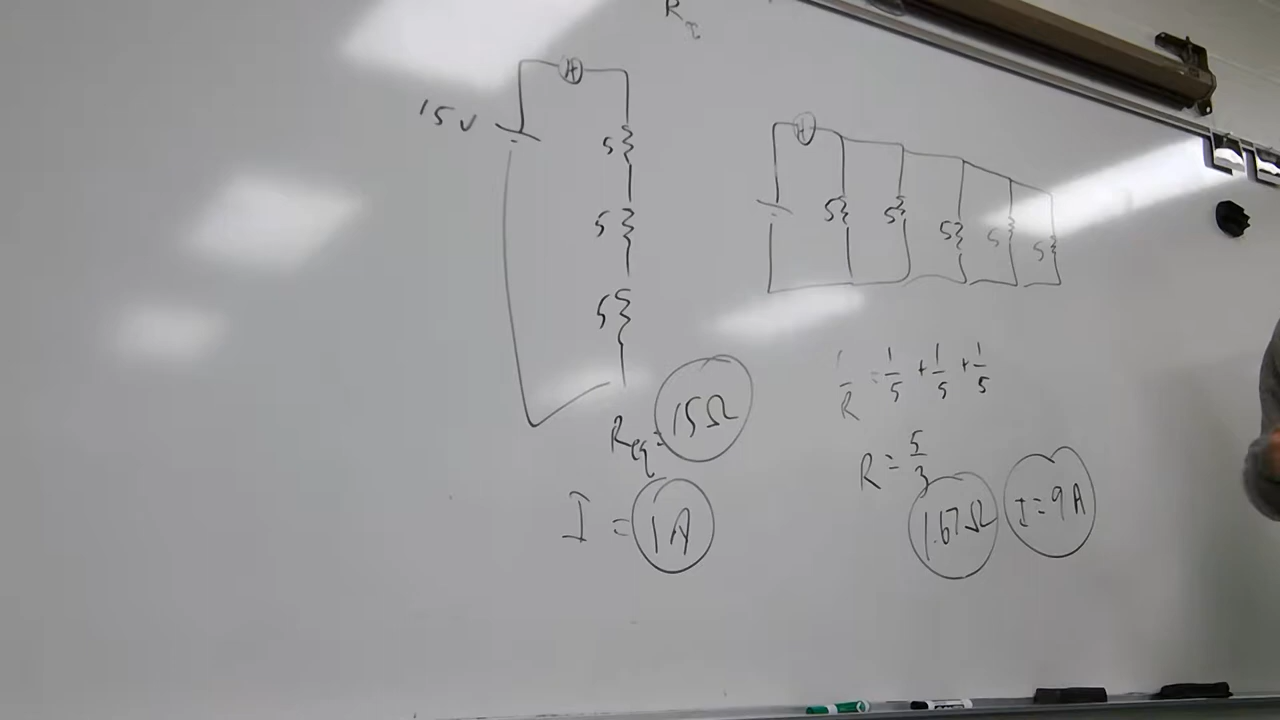 R
15V
A
5
5
5
Req = 15Ω
I = 1A
A
5 5 5 5 5
1/R = 1/5 + 1/5 + 1/5
R = 5/3
1.67Ω I = 9A